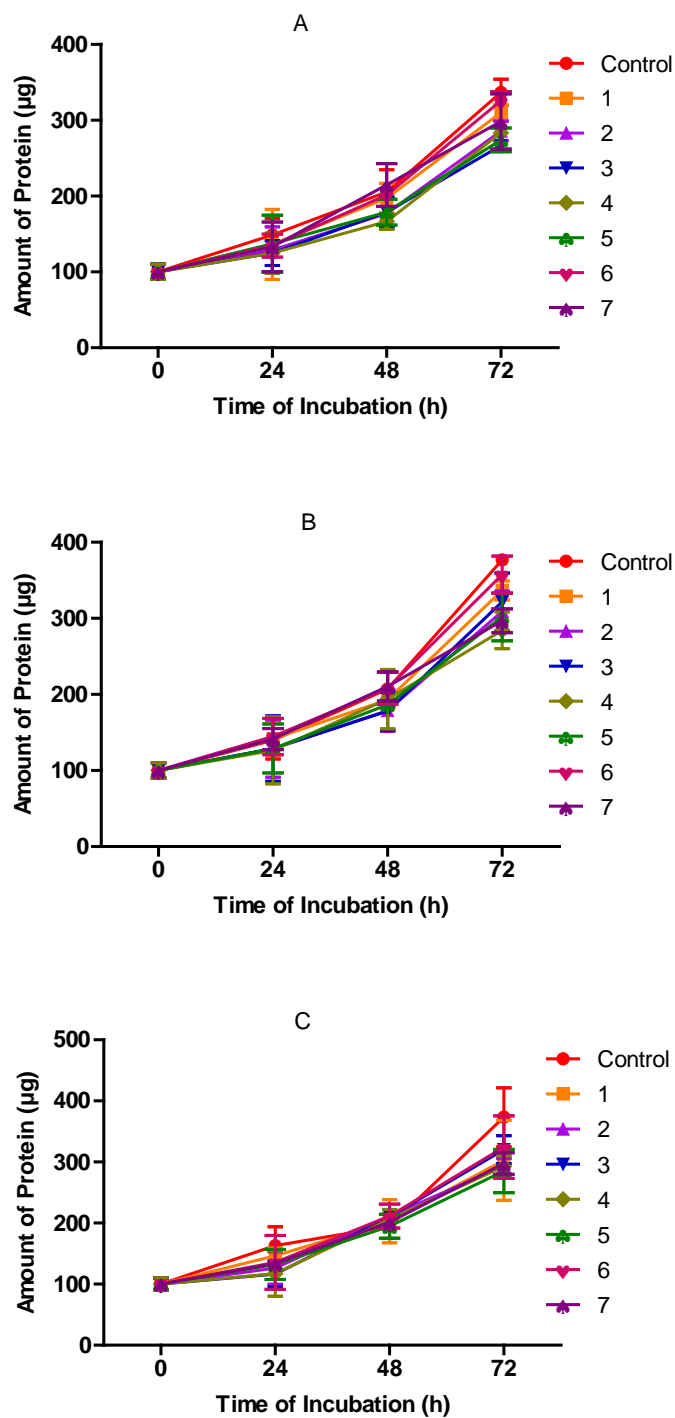 A
400
300
200
100
0
Amount of Protein (µg)
0 24 48 72
Time of Incubation (h)
Control
1
2
3
4
5
6
7
B
400
300
200
100
0
Amount of Protein (µg)
0 24 48 72
Time of Incubation (h)
Control
1
2
3
4
5
6
7
C
500
400
300
200
100
0
Amount of Protein (µg)
0 24 48 72
Time of Incubation (h)
Control
1
2
3
4
5
6
7